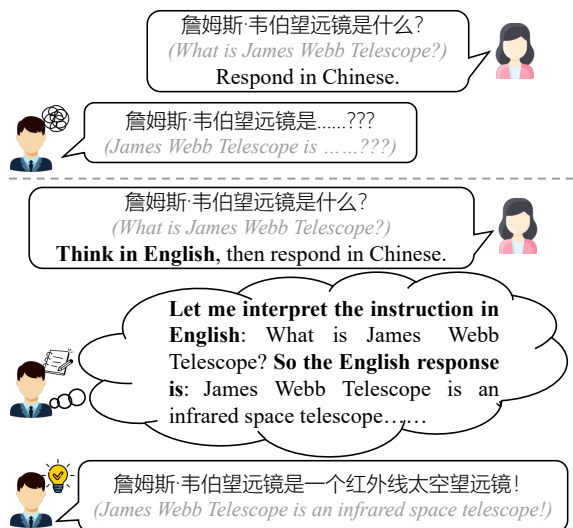 詹姆斯·韦伯望远镜是什么?
(What is James Webb Telescope?)
Respond in Chinese.
詹姆斯·韦伯望远镜是......???
(James Webb Telescope is ……???)
詹姆斯·韦伯望远镜是什么?
(What is James Webb Telescope?)
Think in English, then respond in Chinese.
Let me interpret the instruction in
English: What is James Webb
Telescope? So the English response
is: James Webb Telescope is an
infrared space telescope……
詹姆斯·韦伯望远镜是一个红外线太空望远镜!
(James Webb Telescope is an infrared space telescope!)